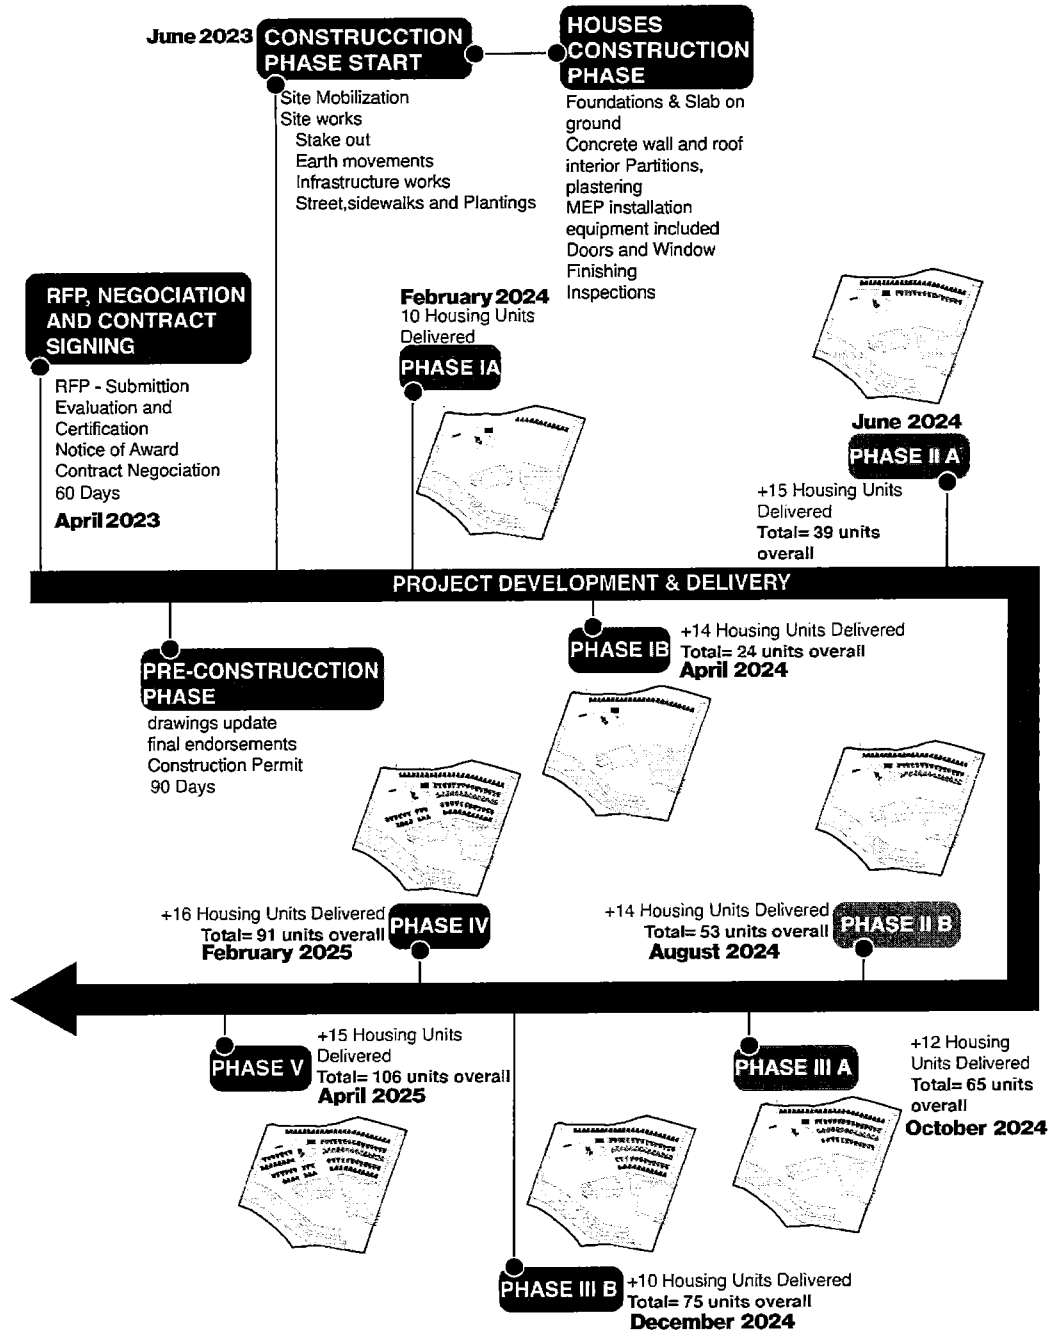 June 2023
CONSTRUCCTION
PHASE START
Site Mobilization
Site works
Stake out
Earth movements
Infrastructure works
Street,sidewalks and Plantings
HOUSES
CONSTRUCTION
PHASE
Foundations & Slab on
ground
Concrete wall and roof
interior Partitions,
plastering
MEP installation
equipment included
Doors and Window
Finishing
Inspections
RFP, NEGOCIATION
AND CONTRACT
SIGNING
RFP - Submittion
Evaluation and
Certification
Notice of Award
Contract Negociation
60 Days
April 2023
February 2024
10 Housing Units
Delivered
PHASE IA
June 2024
PHASE II A
+15 Housing Units
Delivered
Total= 39 units
overall
PROJECT DEVELOPMENT & DELIVERY
PRE-CONSTRUCCTION
PHASE
drawings update
final endorsements
Construction Permit
90 Days
PHASE IB
+14 Housing Units Delivered
Total= 24 units overall
April 2024
+16 Housing Units Delivered
Total= 91 units overall
February 2025
PHASE IV
+14 Housing Units Delivered
Total= 53 units overall
August 2024
PHASE II B
PHASE V
+15 Housing Units
Delivered
Total= 106 units overall
April 2025
PHASE III A
+12 Housing
Units Delivered
Total= 65 units
overall
October 2024
PHASE III B
+10 Housing Units Delivered
Total= 75 units overall
December 2024